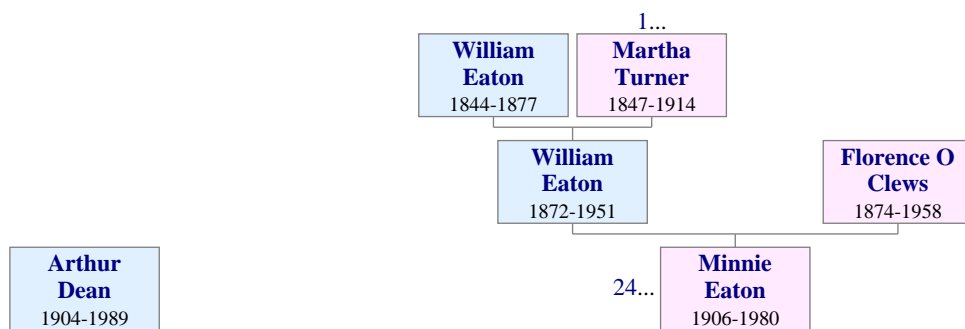 1...
William
Eaton
1844-1877
Martha
Turner
1847-1914
William
Eaton
1872-1951
Florence O
Clews
1874-1958
Arthur
Dean
1904-1989
24...
Minnie
Eaton
1906-1980